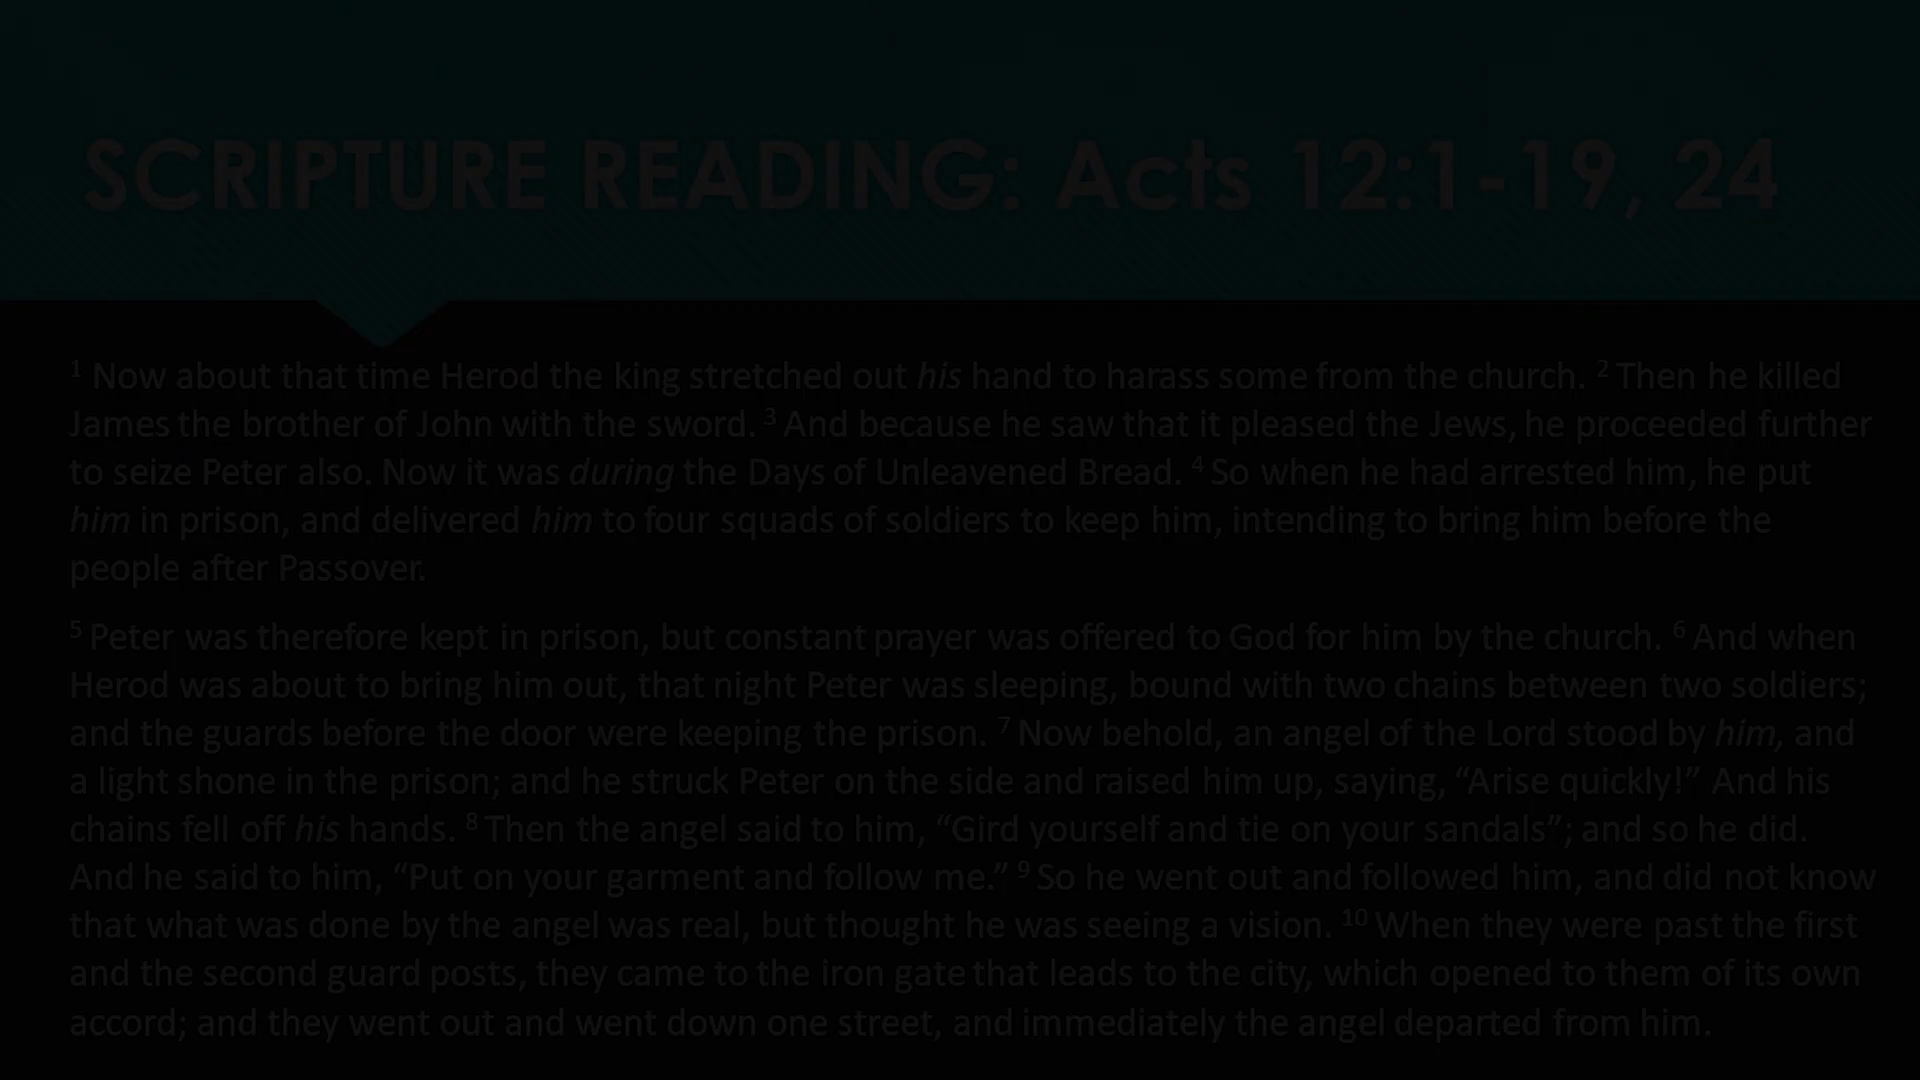 SCRIPTURE READING: Acts 12:1-19, 24
1 Now about that time Herod the king stretched out his hand to harass some from the church. 2 Then he killed
James the brother of John with the sword. 3 And because he saw that it pleased the Jews, he proceeded further
to seize Peter also. Now it was during the Days of Unleavened Bread. 4 So when he had arrested him, he put
him in prison, and delivered him to four squads of soldiers to keep him, intending to bring him before the
people after Passover.
5 Peter was therefore kept in prison, but constant prayer was offered to God for him by the church. 6 And when
Herod was about to bring him out, that night Peter was sleeping, bound with two chains between two soldiers;
and the guards before the door were keeping the prison. 7 Now behold, an angel of the Lord stood by him, and
a light shone in the prison; and he struck Peter on the side and raised him up, saying, “Arise quickly!” And his
chains fell off his hands. 8 Then the angel said to him, “Gird yourself and tie on your sandals”; and so he did.
And he said to him, “Put on your garment and follow me.” 9 So he went out and followed him, and did not know
that what was done by the angel was real, but thought he was seeing a vision. 10 When they were past the first
and the second guard posts, they came to the iron gate that leads to the city, which opened to them of its own
accord; and they went out and went down one street, and immediately the angel departed from him.